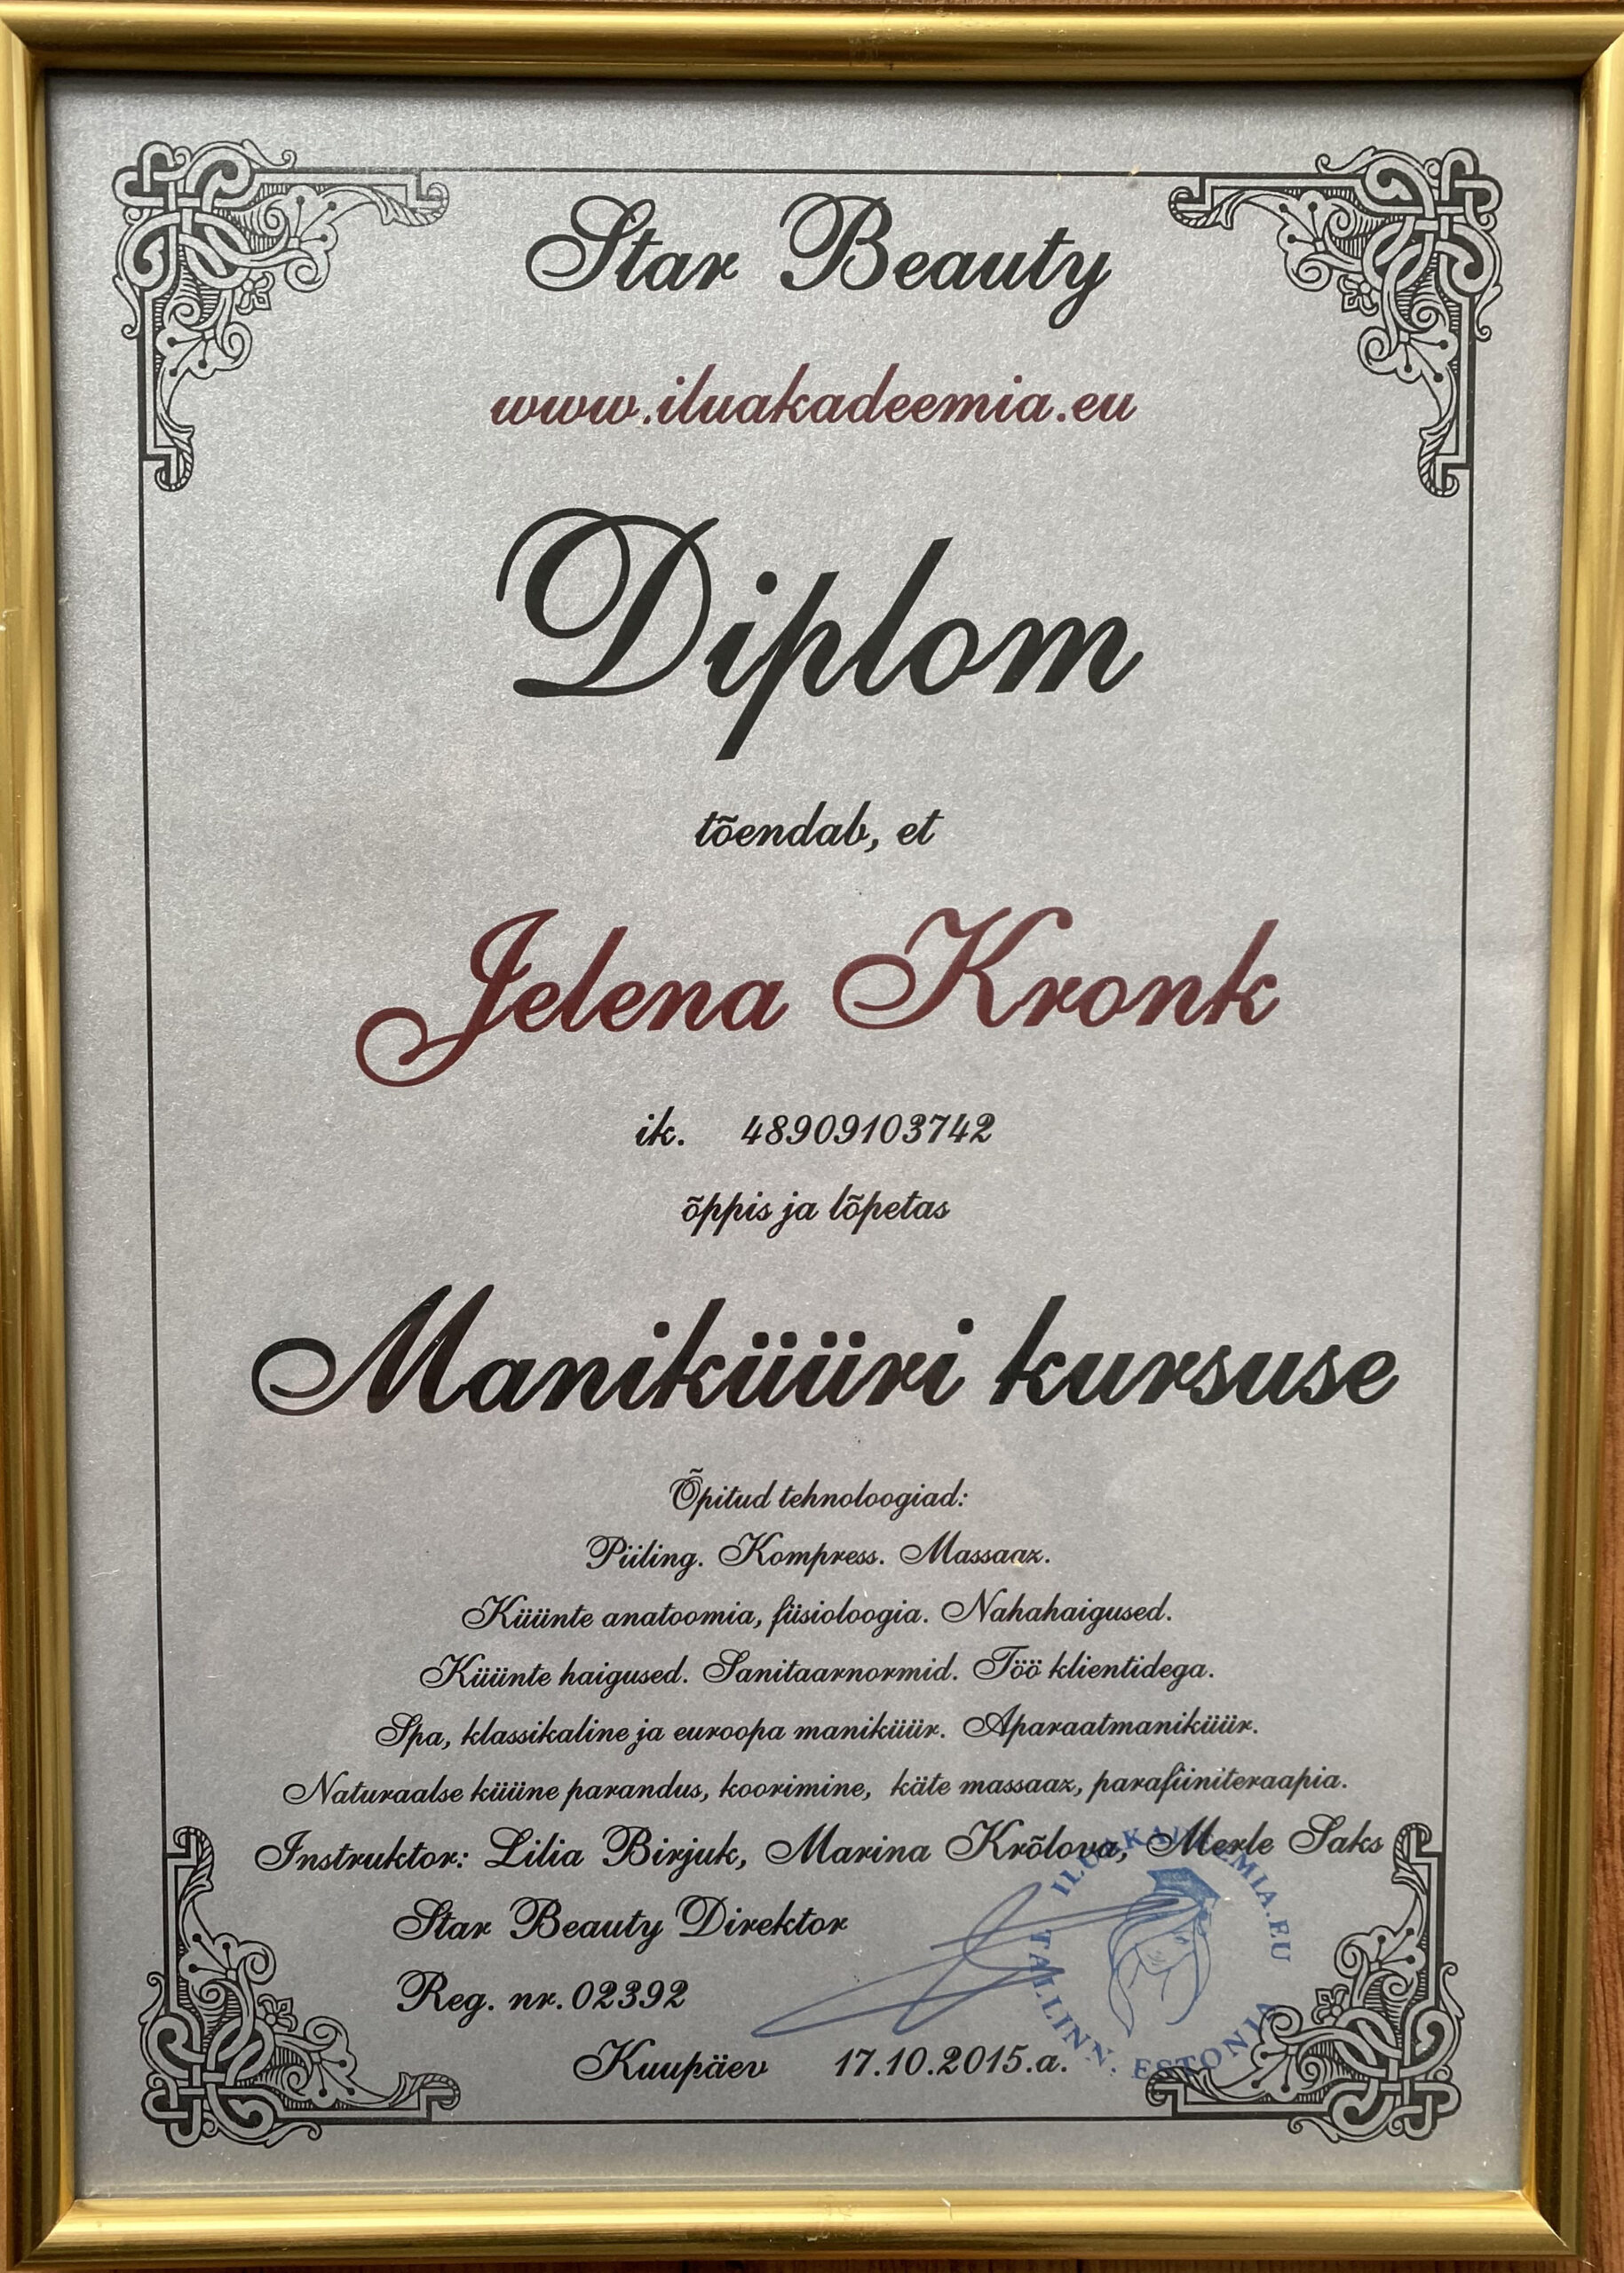 Star Beauty
www.iluakadeemia.eu
Diplom
tõendab, et
Jelena Kronk
ik. 48909103742
õppis ja lõpetas
Maniküüri kursuse
Õpitud tehnoloogiad:
Piiling. Kompress. Massaaz.
Küünte anatoomia, füsioloogia. Nahahaigused.
Küünte haigused. Sanitaarnormid. Töö klientidega.
Spa, klassikaline ja euroopa maniküür. Aparaatmaniküür.
Naturaalse küüne parandus, koorimine, käte massaaz, parafiiniteraapia.
Instruktor: Lilia Birjuk, Marina Krõlova, Merle Saks
Star Beauty Direktor
Reg. nr. 02392
Kuupäev 17.10.2015.a.
ILUAKADEEMIA.EU
TALLINN. ESTONIA